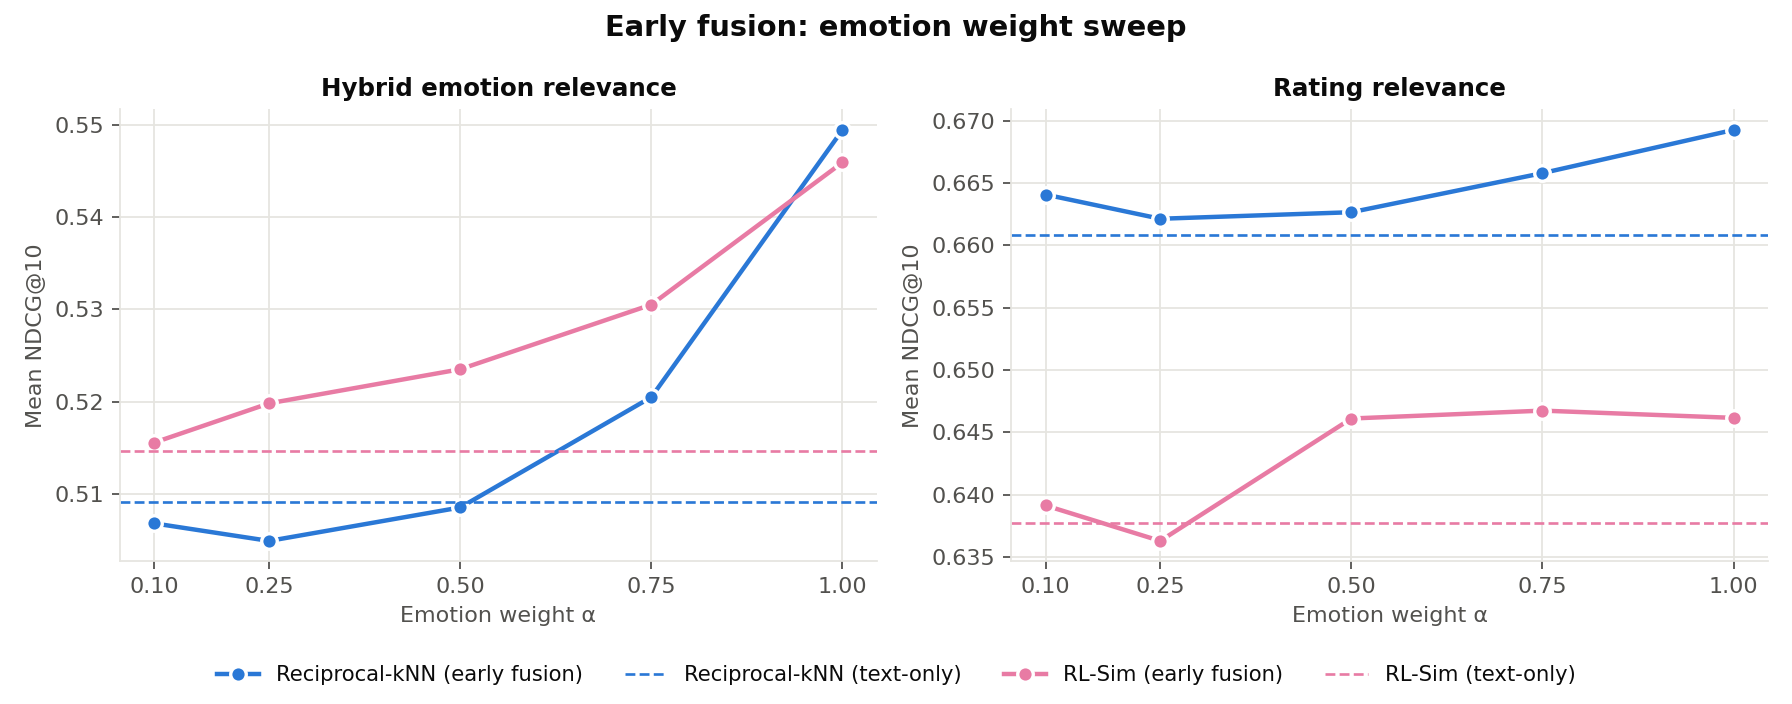 Early fusion: emotion weight sweep
Hybrid emotion relevance
Mean NDCG@10
0.55
0.54
0.53
0.52
0.51
0.10 0.25 0.50 0.75 1.00
Emotion weight α
Rating relevance
Mean NDCG@10
0.670
0.665
0.660
0.655
0.650
0.645
0.640
0.635
0.10 0.25 0.50 0.75 1.00
Emotion weight α
Reciprocal-kNN (early fusion) Reciprocal-kNN (text-only) RL-Sim (early fusion) RL-Sim (text-only)